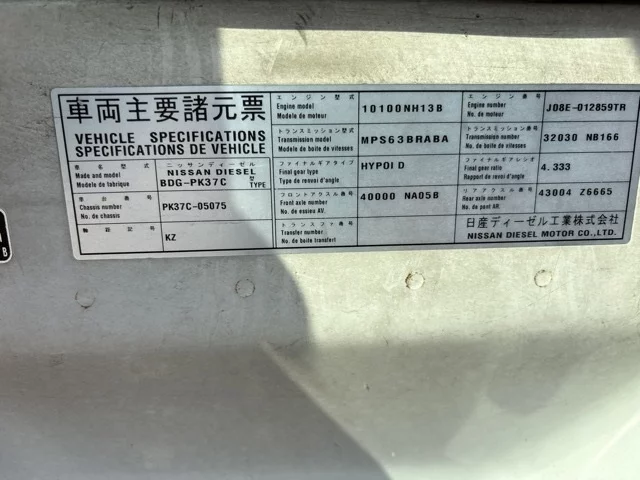 車両主要諸元票
VEHICLE SPECIFICATIONS
SPECIFICATIONS DE VEHICLE
車名型式
Make and model
Modele de fabrique
ニッサンディーゼル
NISSAN DIESEL
BDG-PK37C
型
TYPE
車台番号
Chassis number
No. de chassis
PK37C-05075
軸距記号
KZ
エンジン型式
Engine model
Modele de moteur
10100NH13B
トランスミッション型式
Transmission model
Modele de boite de vitesses
MPS63BRABA
ファイナルギアタイプ
Final gear type
Type de renvoi d'angle
HYPOID
フロントアクスル番号
Front axle number
No. de essieu AV.
40000 NA05B
トランスファ番号
Transfer number
No. de boite transfert
エンジン番号
Engine number
No. de moteur
J08E-012859TR
トランスミッション番号
Transmission number
No. de boite de vitesses
32030 NB166
ファイナルギアレシオ
Final gear ratio
Rapport de renvoi d'angle
4.333
リアアクスル番号
Rear axle number
No. de pont AR.
43004 Z6665
日産ディーゼル工業株式会社
NISSAN DIESEL MOTOR CO.,LTD.
B